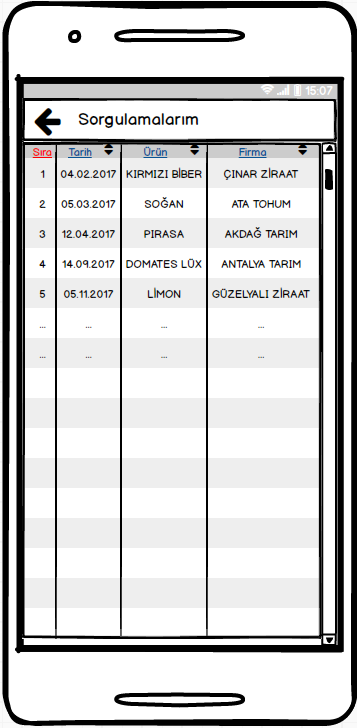 15:07
Sorgulamalarım
Sıra Tarih Ürün Firma
1 04.02.2017 KIRMIZI BİBER ÇINAR ZİRAAT
2 05.03.2017 SOĞAN ATA TOHUM
3 12.04.2017 PIRASA AKDAĞ TARIM
4 14.09.2017 DOMATES LÜX ANTALYA TARIM
5 05.11.2017 LİMON GÜZELYALI ZİRAAT
... ... ... ...
... ... ... ...